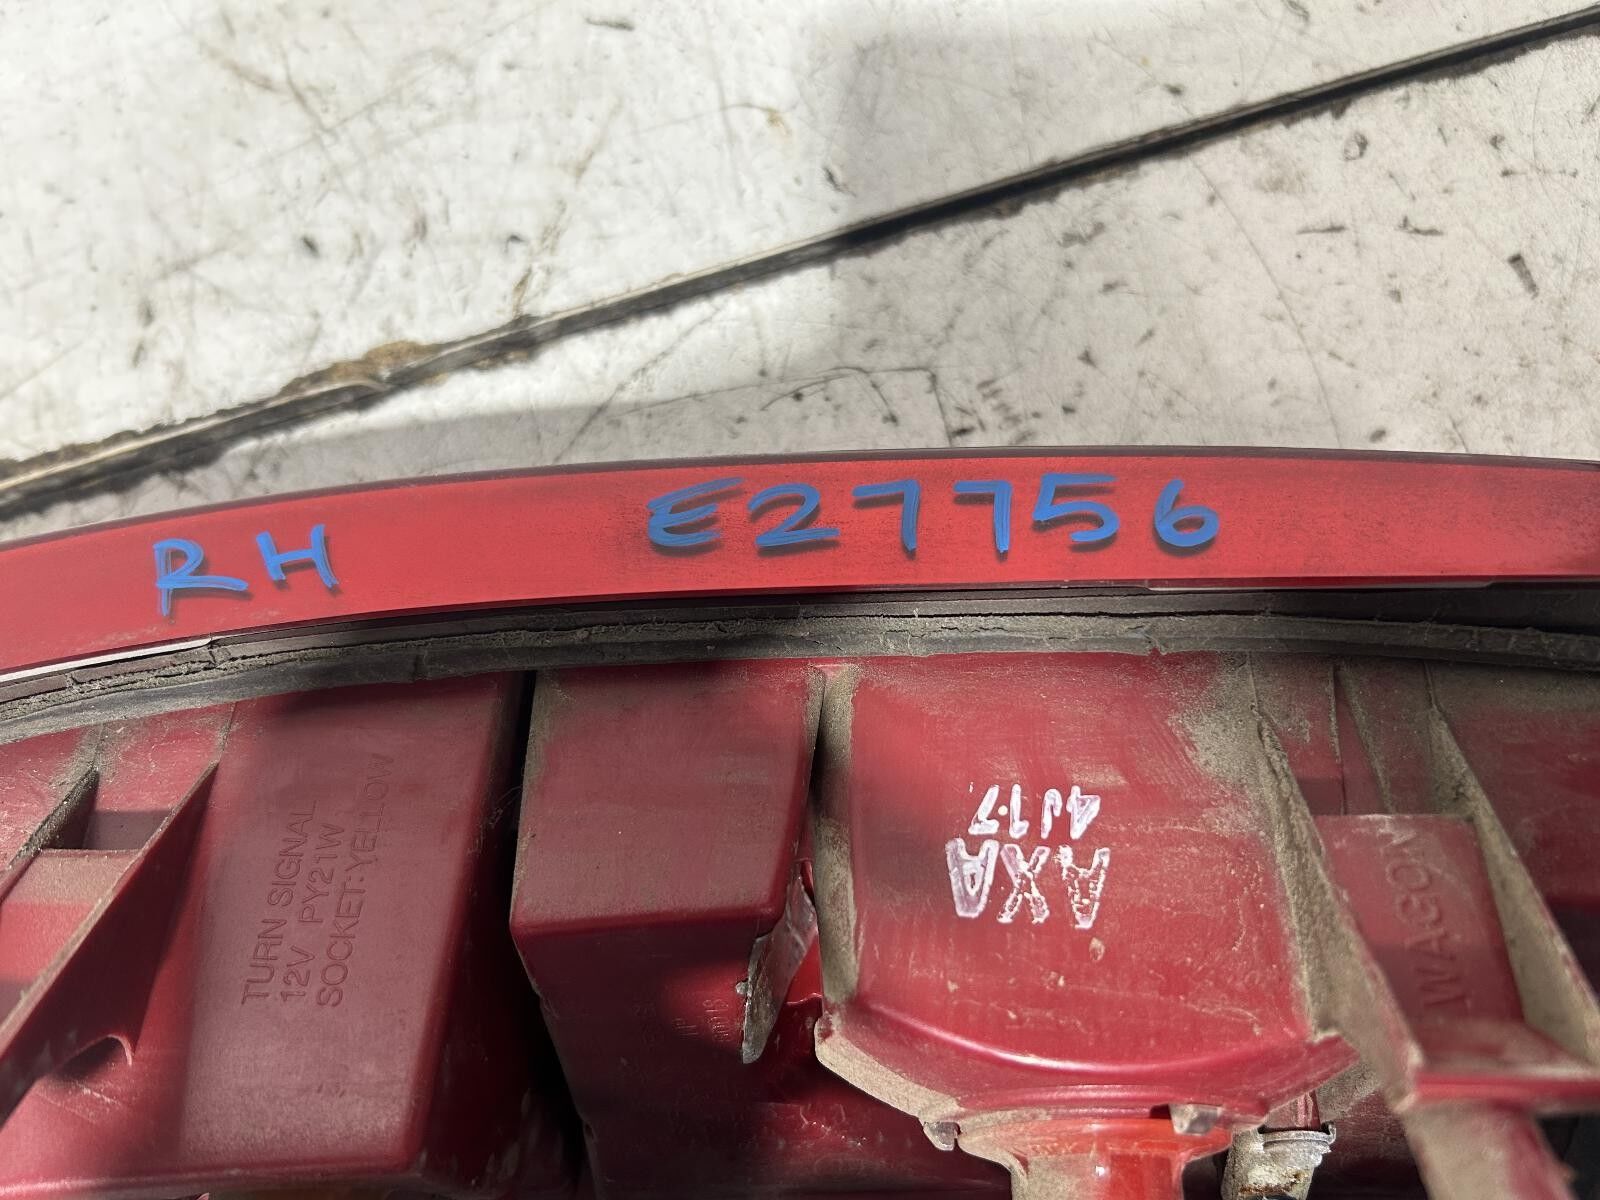 RH E27756
TURN SIGNAL
12V PY21W
SOCKET:YELLOW
AXA
4J17
WAGON